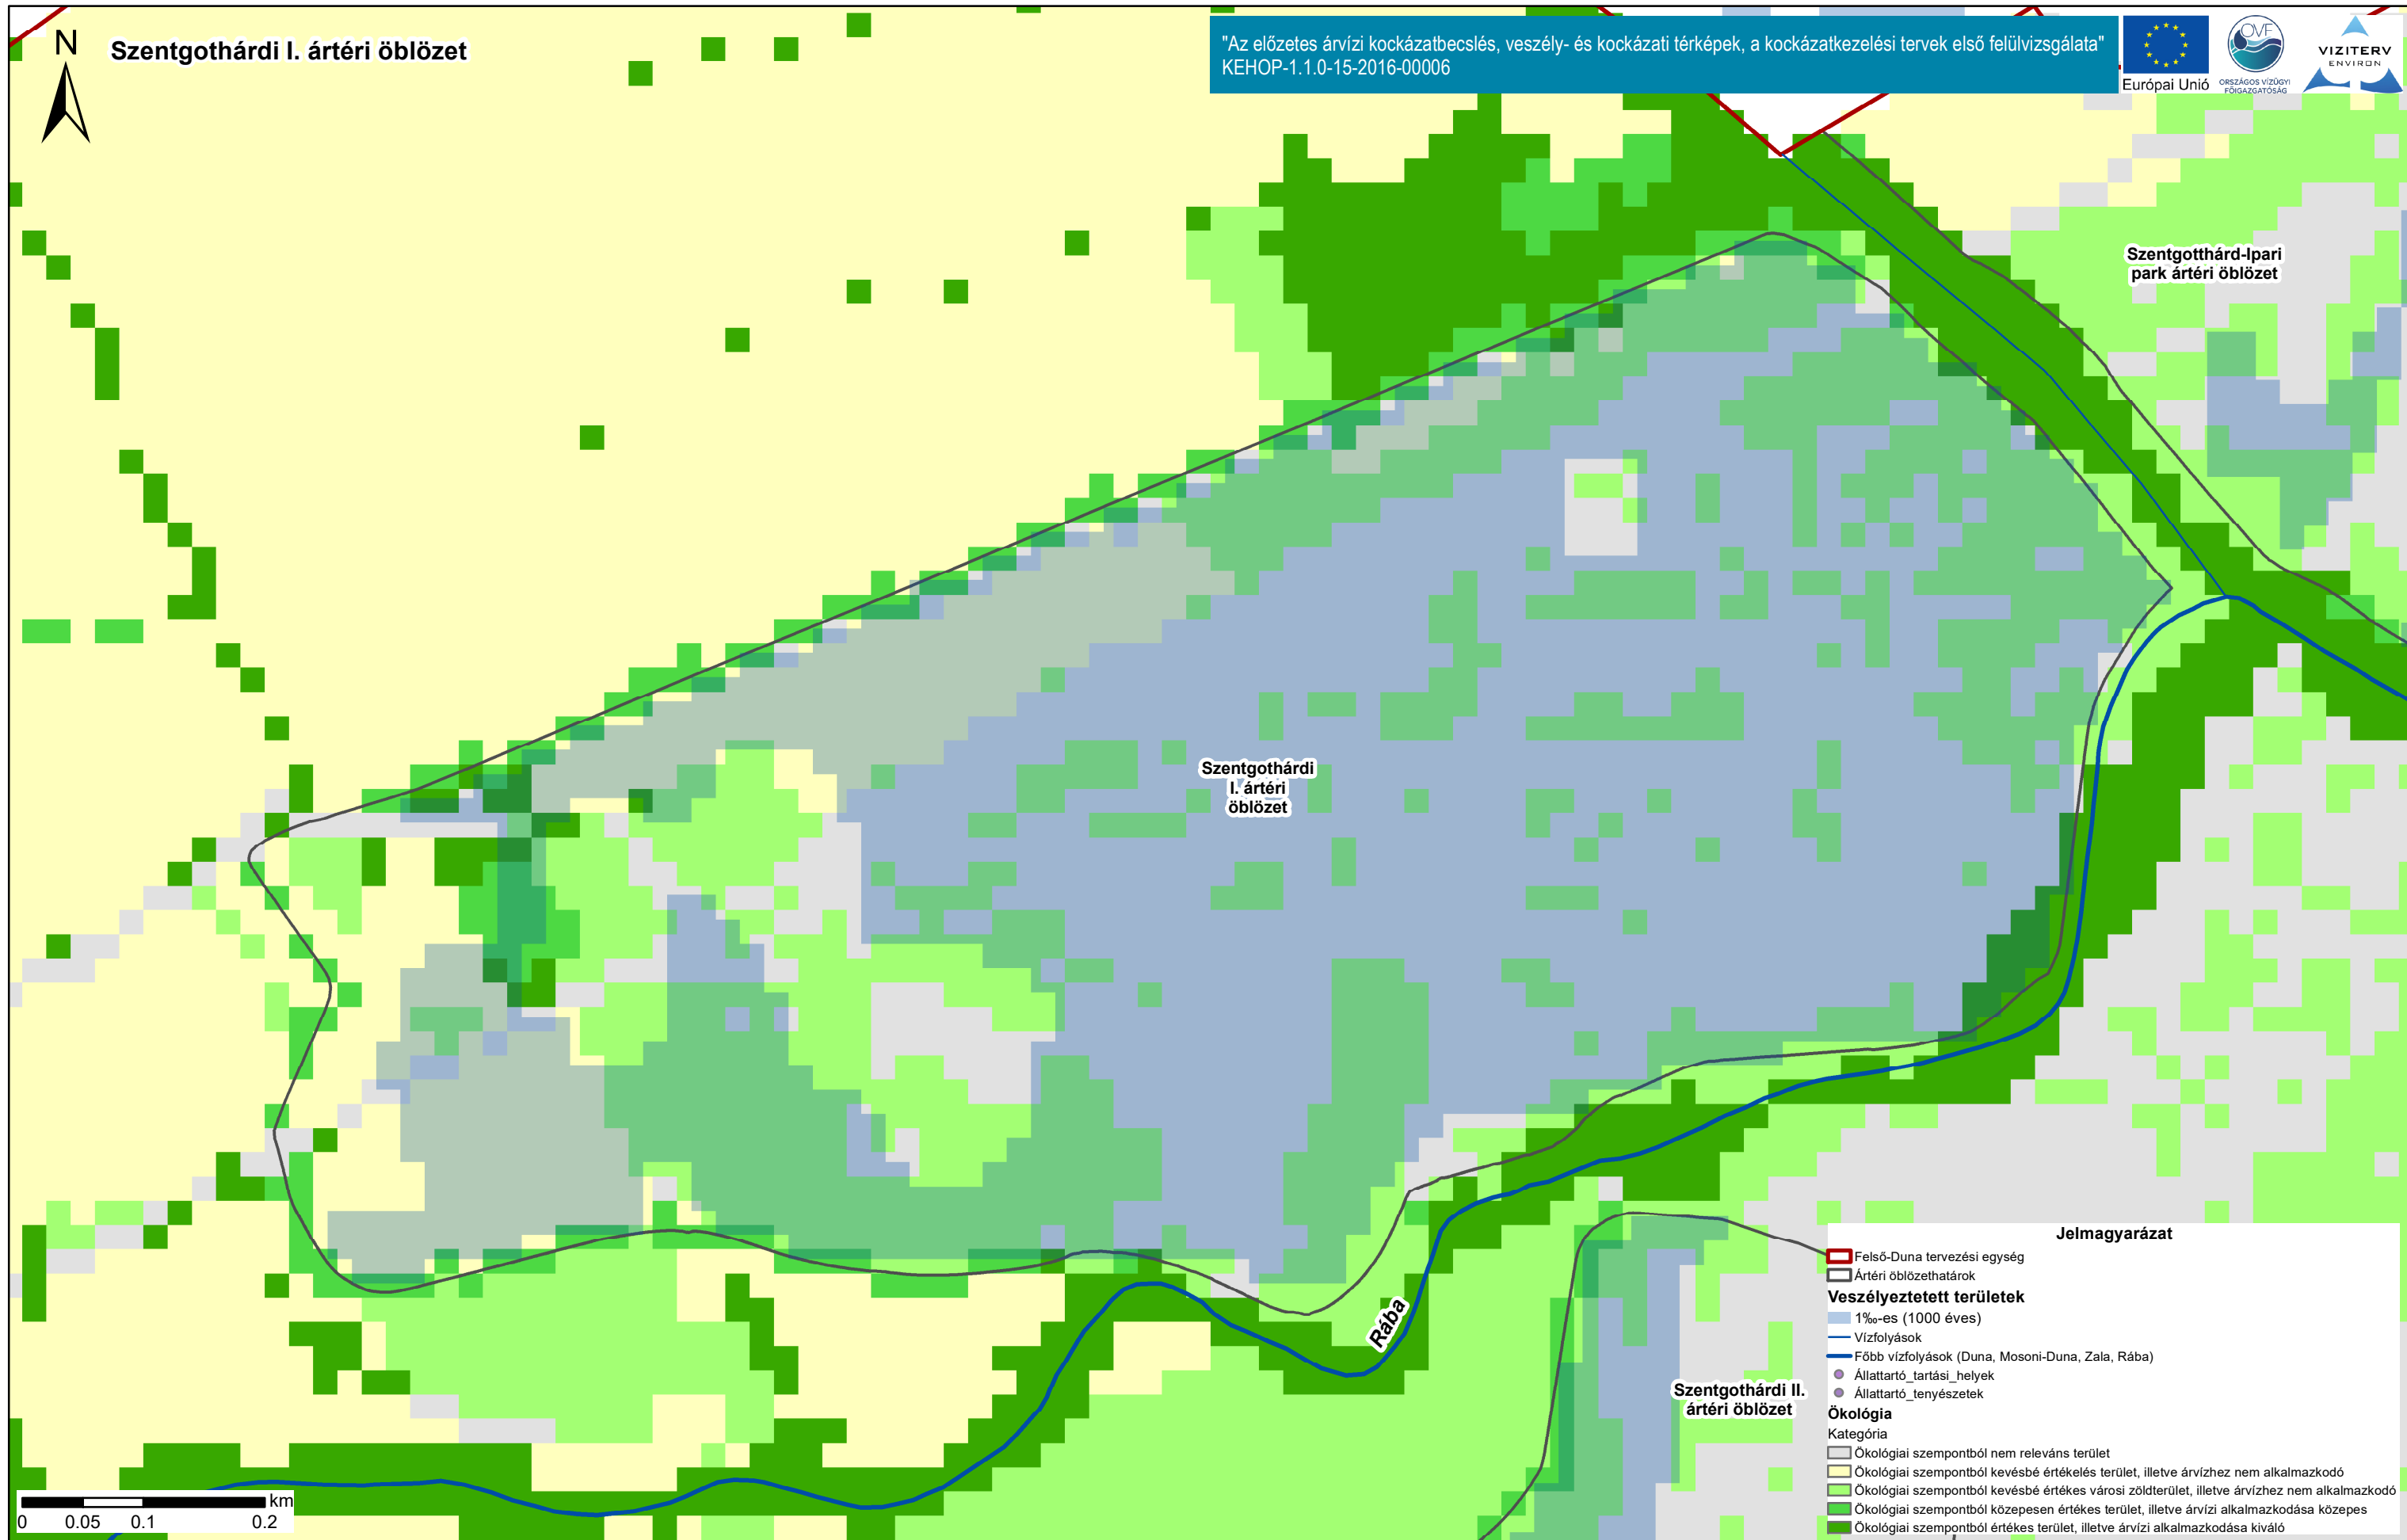 N
Szentgothárdi I. ártéri öblözet
"Az előzetes árvízi kockázatbecslés, veszély- és kockázati térképek, a kockázatkezelési tervek első felülvizsgálata"
KEHOP-1.1.0-15-2016-00006
Európai Unió
OVF
ORSZÁGOS VÍZÜGYI
FŐIGAZGATÓSÁG
VIZITERV
ENVIRON
Szentgotthárd-Ipari
park ártéri öblözet
Szentgothárdi
I. ártéri
öblözet
Rába
Szentgothárdi II.
ártéri öblözet
Jelmagyarázat
Felső-Duna tervezési egység
Ártéri öblözethatárok
Veszélyeztetett területek
1‰-es (1000 éves)
Vízfolyások
Főbb vízfolyások (Duna, Mosoni-Duna, Zala, Rába)
Állattartó_tartási_helyek
Állattartó_tenyészetek
Ökológia
Kategória
Ökológiai szempontból nem releváns terület
Ökológiai szempontból kevésbé értékelés terület, illetve árvízhez nem alkalmazkodó
Ökológiai szempontból kevésbé értékes városi zöldterület, illetve árvízhez nem alkalmazkodó
Ökológiai szempontból közepesen értékes terület, illetve árvízi alkalmazkodása közepes
Ökológiai szempontból értékes terület, illetve árvízi alkalmazkodása kiváló
km
0 0.05 0.1 0.2